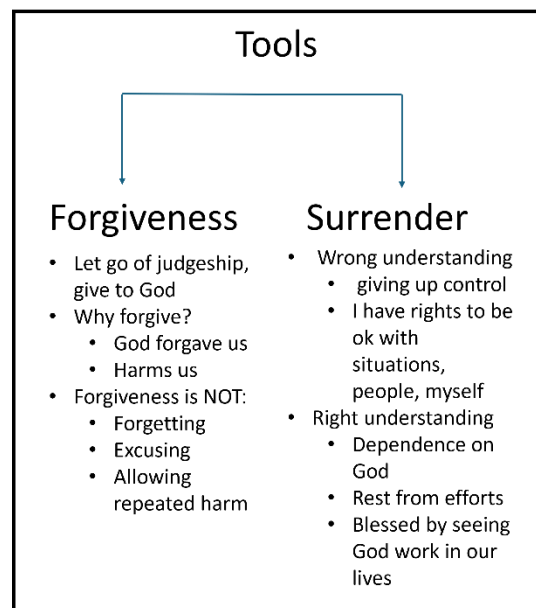 Tools
Forgiveness
• Let go of judgeship,
give to God
• Why forgive?
• God forgave us
• Harms us
• Forgiveness is NOT:
• Forgetting
• Excusing
• Allowing
repeated harm
Surrender
• Wrong understanding
• giving up control
• I have rights to be
ok with
situations,
people, myself
• Right understanding
• Dependence on
God
• Rest from efforts
• Blessed by seeing
God work in our
lives